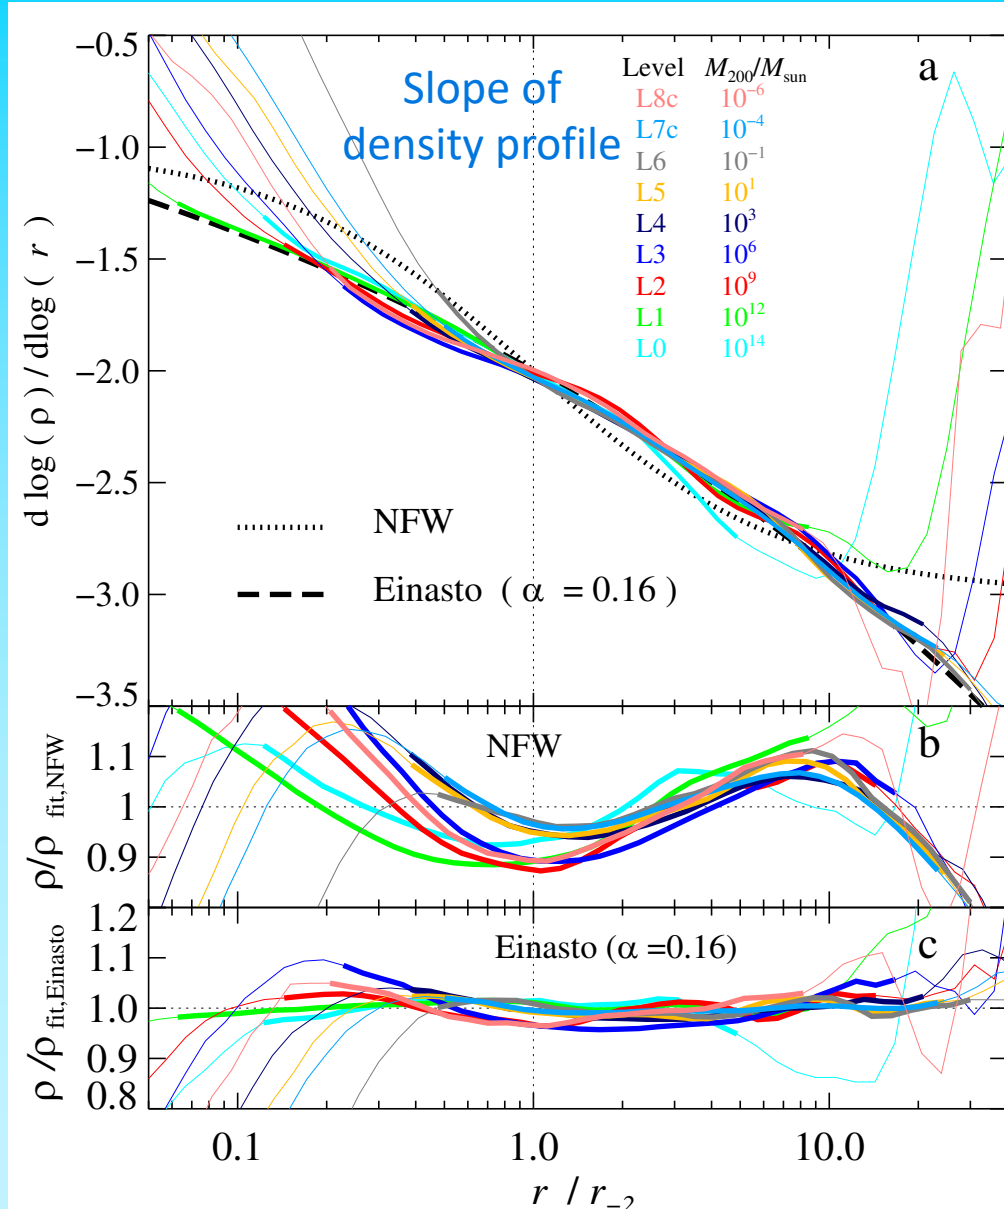 −0.5
−1.0
−1.5
−2.0
−2.5
−3.0
−3.5
d log ( ρ ) / dlog ( r )
Slope of
density profile
a
Level M200/Msun
L8c 10−6
L7c 10−4
L6 10−1
L5 101
L4 103
L3 106
L2 109
L1 1012
L0 1014
NFW
Einasto ( α = 0.16 )
1.1
1
0.9
ρ/ρ fit,NFW
NFW
b
1.2
1.1
1.0
0.9
0.8
ρ /ρ fit,Einasto
Einasto (α =0.16)
c
0.1 1.0 10.0
r / r−2